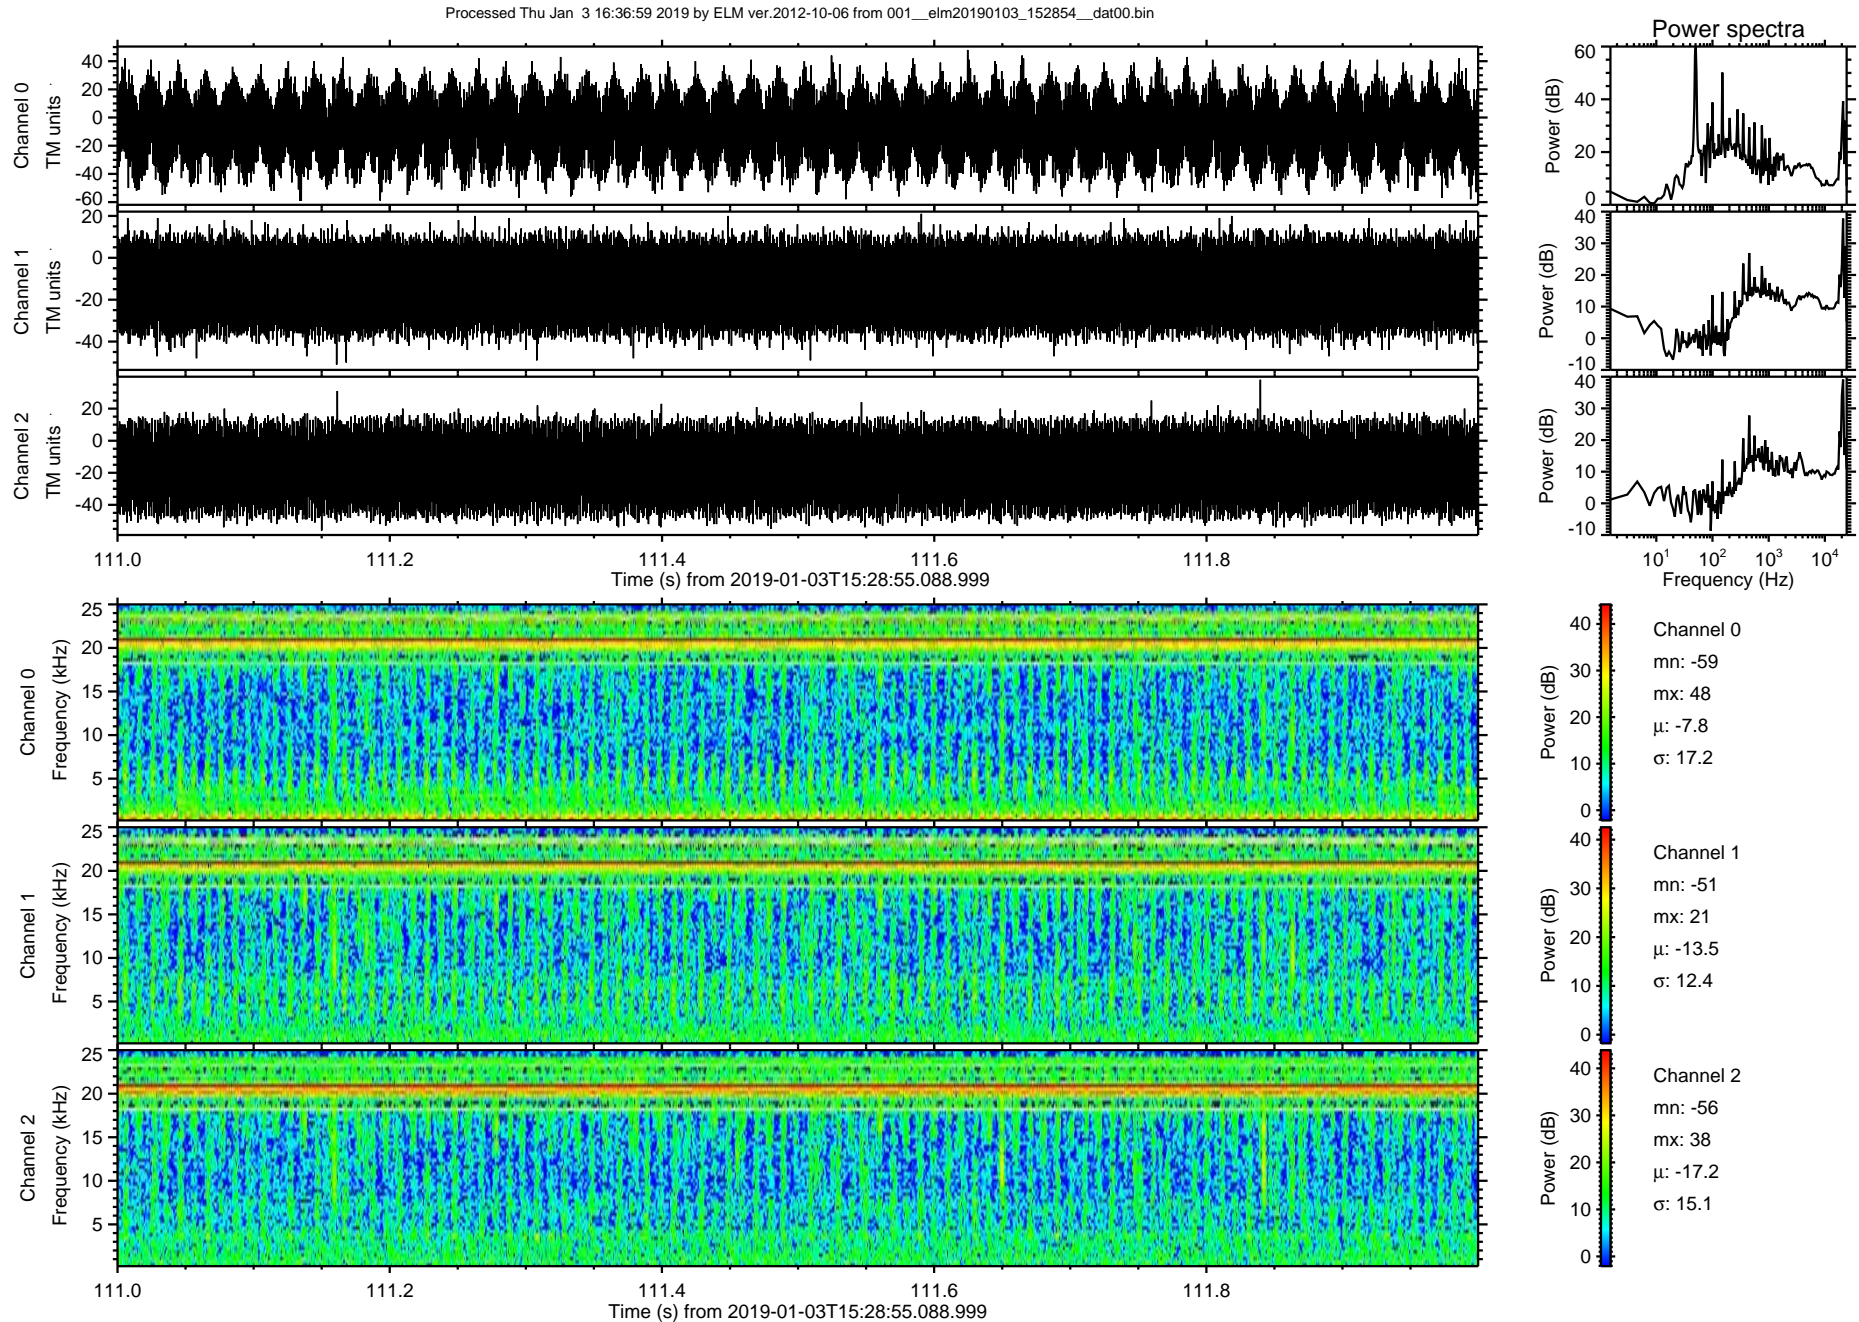 Processed Thu Jan  3 16:36:59 2019 by ELM ver.2012-10-06 from 001__elm20190103_152854__dat00.bin
Power spectra
Channel 0
TM units
40
20
0
-20
-40
-60
Power (dB)
60
40
20
0
Channel 1
TM units
20
0
-20
-40
Power (dB)
40
30
20
10
0
-10
Channel 2
TM units
20
0
-20
-40
Power (dB)
40
30
20
10
0
-10
111.0 111.2 111.4 111.6 111.8
Time (s) from 2019-01-03T15:28:55.088.999
10¹ 10² 10³ 10⁴
Frequency (Hz)
Channel 0
Frequency (kHz)
25
20
15
10
5
Power (dB)
40
30
20
10
0
Channel 0
mn: -59
mx: 48
μ: -7.8
σ: 17.2
Channel 1
Frequency (kHz)
25
20
15
10
5
Power (dB)
40
30
20
10
0
Channel 1
mn: -51
mx: 21
μ: -13.5
σ: 12.4
Channel 2
Frequency (kHz)
25
20
15
10
5
Power (dB)
40
30
20
10
0
Channel 2
mn: -56
mx: 38
μ: -17.2
σ: 15.1
111.0 111.2 111.4 111.6 111.8
Time (s) from 2019-01-03T15:28:55.088.999